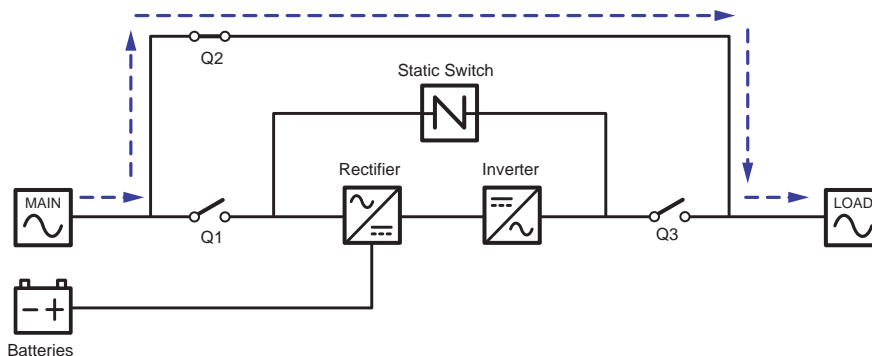 Q2
Static Switch
Rectifier
Inverter
MAIN
LOAD
Q1
Q3
Batteries